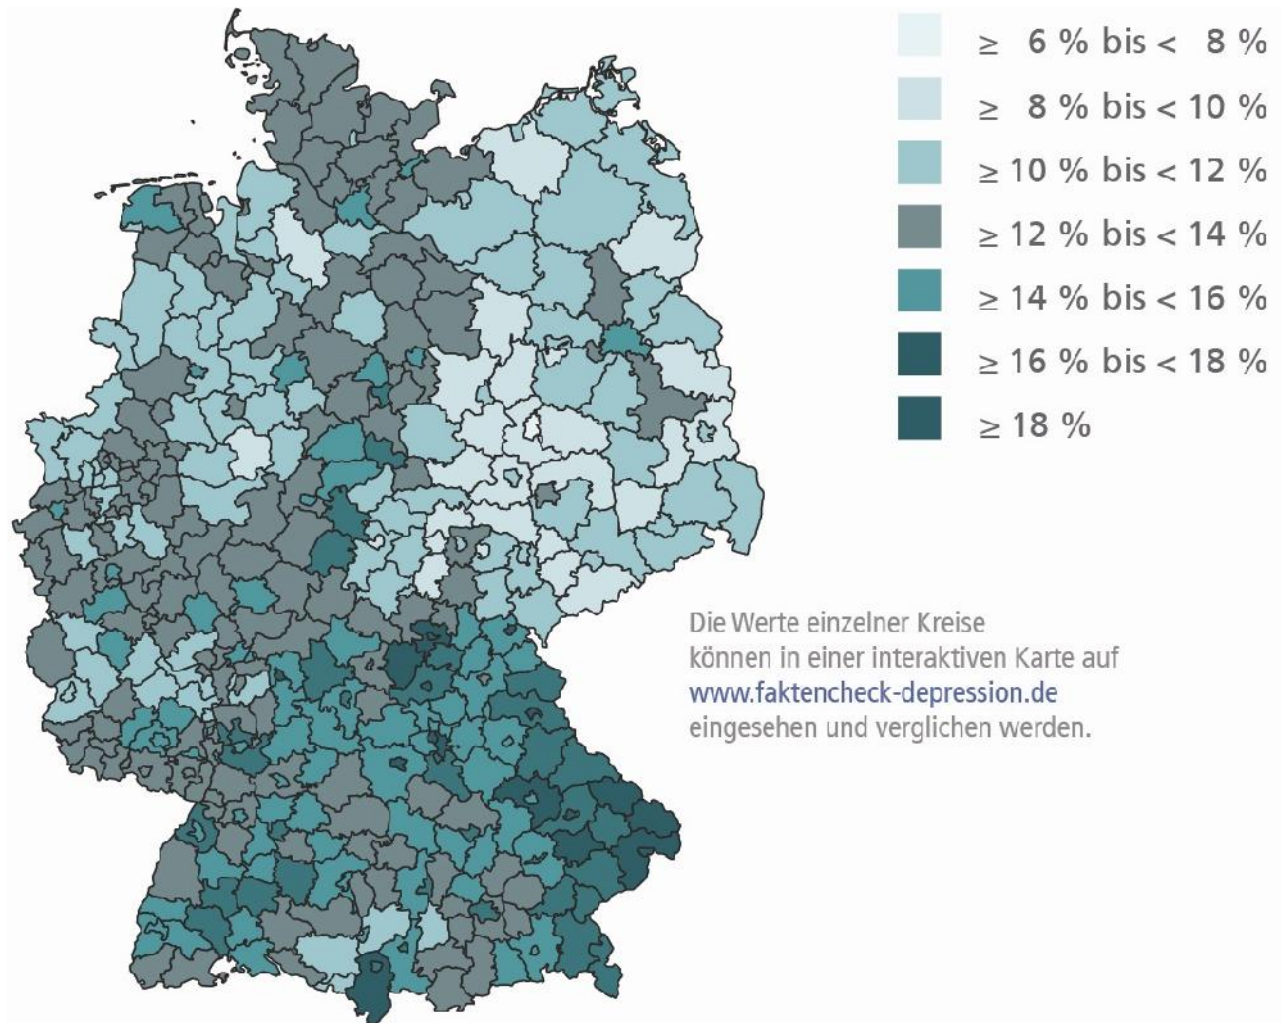 ≥ 6 % bis < 8 %
≥ 8 % bis < 10 %
≥ 10 % bis < 12 %
≥ 12 % bis < 14 %
≥ 14 % bis < 16 %
≥ 16 % bis < 18 %
≥ 18 %
Die Werte einzelner Kreise
können in einer interaktiven Karte auf
www.faktencheck-depression.de
eingesehen und verglichen werden.